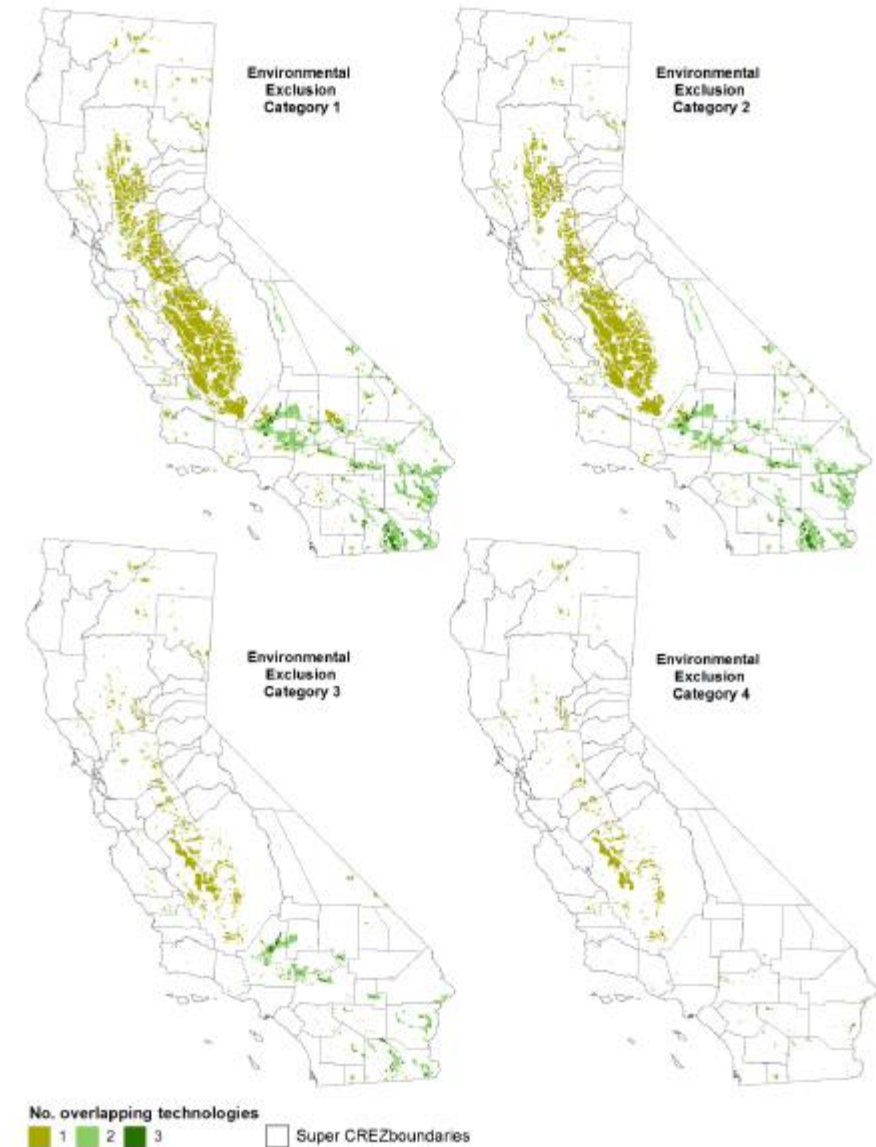 Environmental
Exclusion
Category 1
Environmental
Exclusion
Category 2
Environmental
Exclusion
Category 3
Environmental
Exclusion
Category 4
No. overlapping technologies
1 2 3 Super CREZboundaries